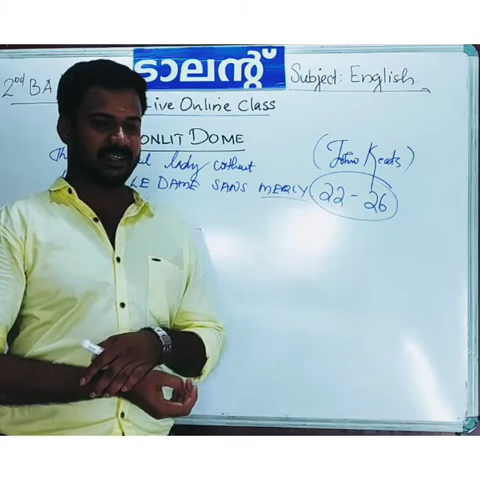 2nd BA ടാലന്റ് Subject: English
Live Online Class
ONLIT DOME
(John Keats)
lady without
LE DAME SANS MERCY 22 - 26